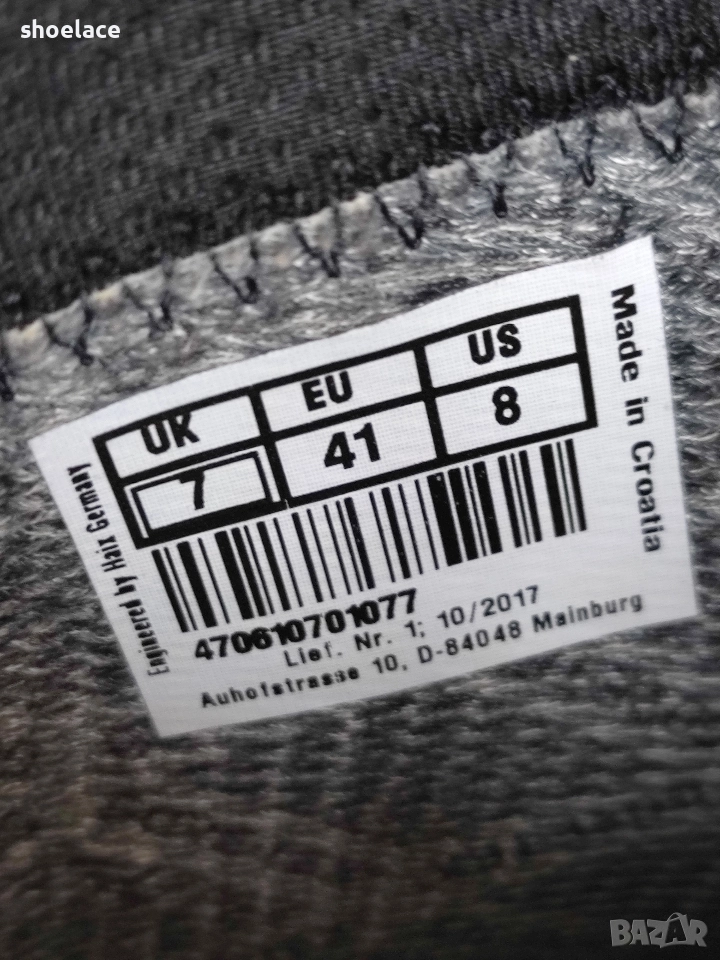 shoelace
UK EU US
7 41 8
Made in Croatia
Engineered by Haix Germany
470610701077
Lief. Nr. 1; 10/2017
Auhofstrasse 10, D-84048 Mainburg
BAZAR